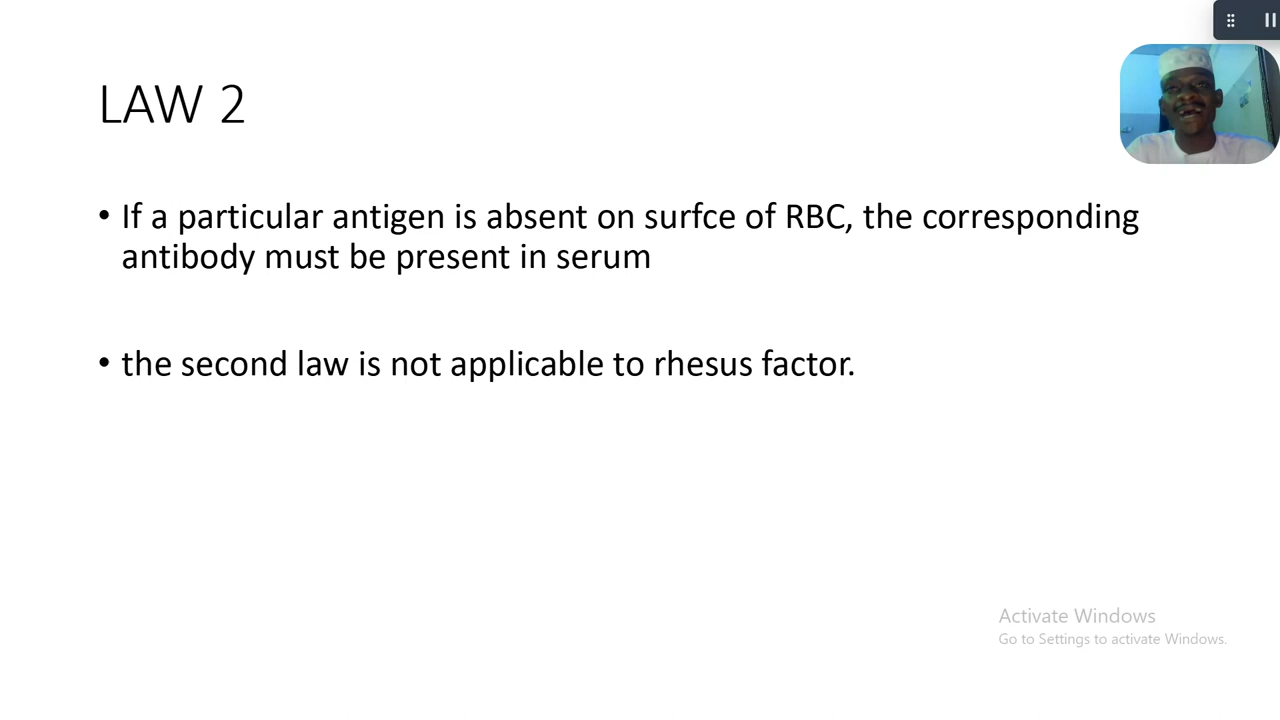 LAW 2
• If a particular antigen is absent on surfce of RBC, the corresponding
antibody must be present in serum
• the second law is not applicable to rhesus factor.
Activate Windows
Go to Settings to activate Windows.